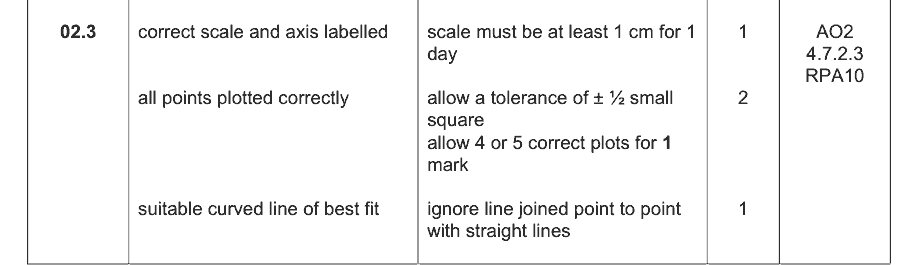 02.3
correct scale and axis labelled
scale must be at least 1 cm for 1
day
1
AO2
4.7.2.3
RPA10
all points plotted correctly
allow a tolerance of ± ½ small
square
allow 4 or 5 correct plots for 1
mark
2
suitable curved line of best fit
ignore line joined point to point
with straight lines
1